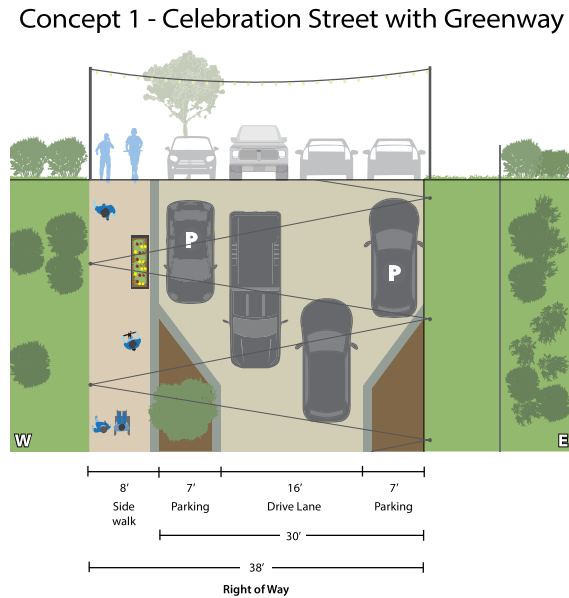 Concept 1 - Celebration Street with Greenway
P
P
W
E
8’ 7’ 16’ 7’
Side Parking Drive Lane Parking
walk
30’
38’
Right of Way